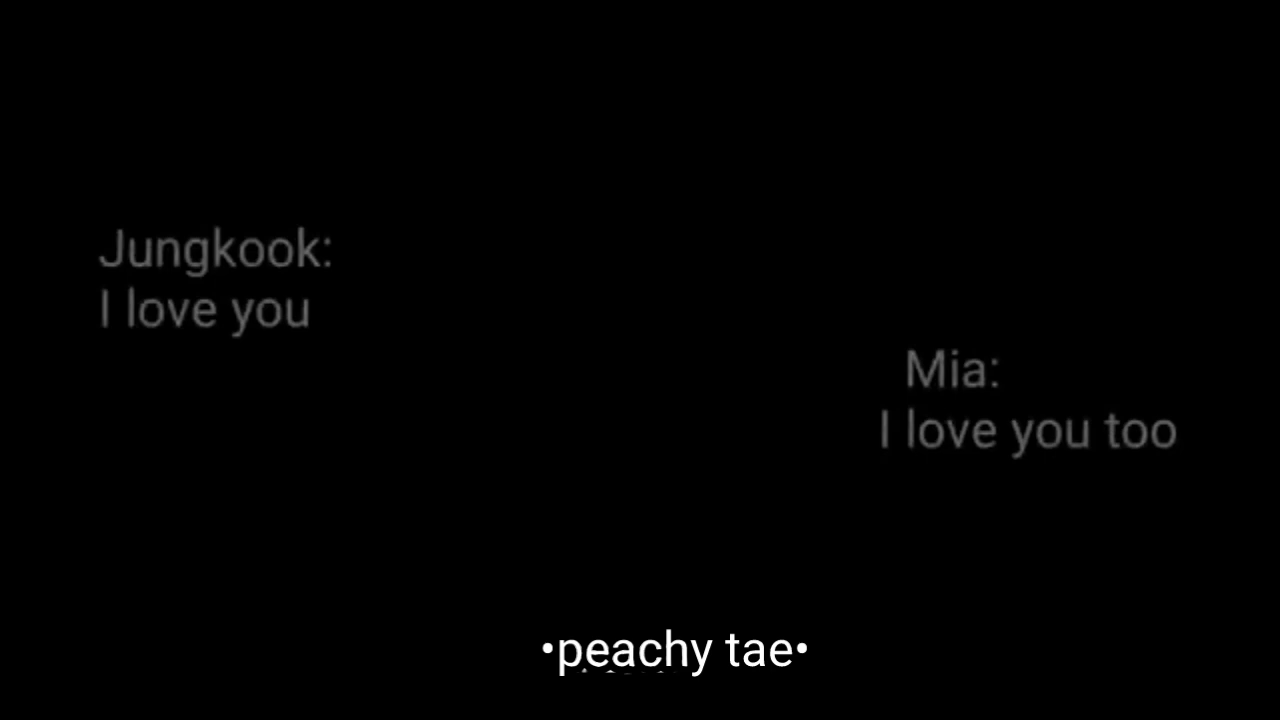 Jungkook:
I love you
Mia:
I love you too
•peachy tae•